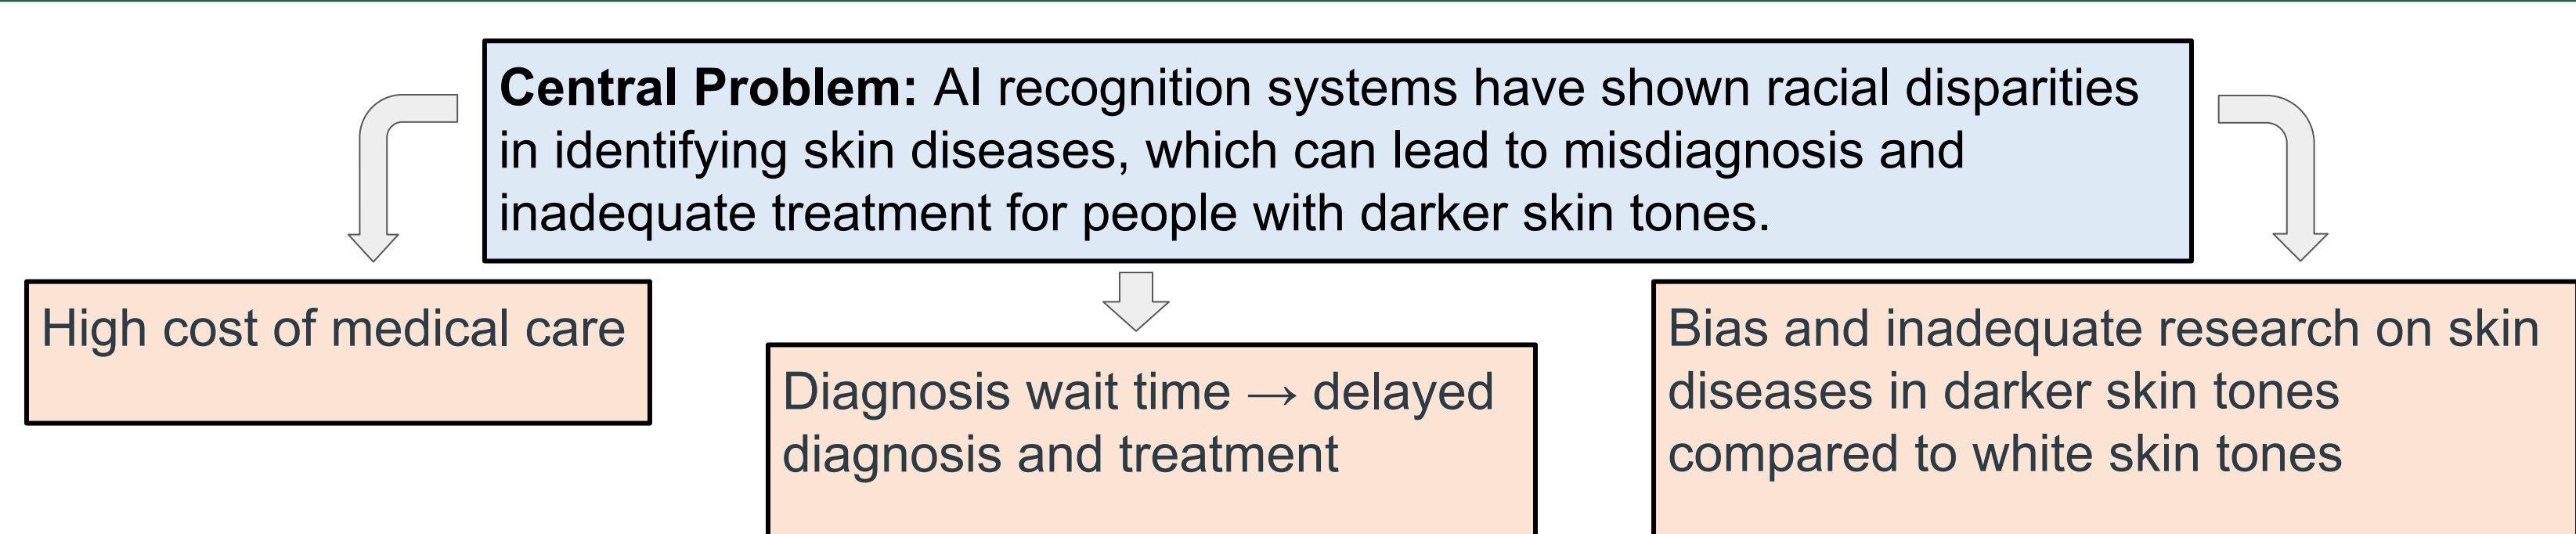 Central Problem: AI recognition systems have shown racial disparities
in identifying skin diseases, which can lead to misdiagnosis and
inadequate treatment for people with darker skin tones.
High cost of medical care
Diagnosis wait time → delayed
diagnosis and treatment
Bias and inadequate research on skin
diseases in darker skin tones
compared to white skin tones